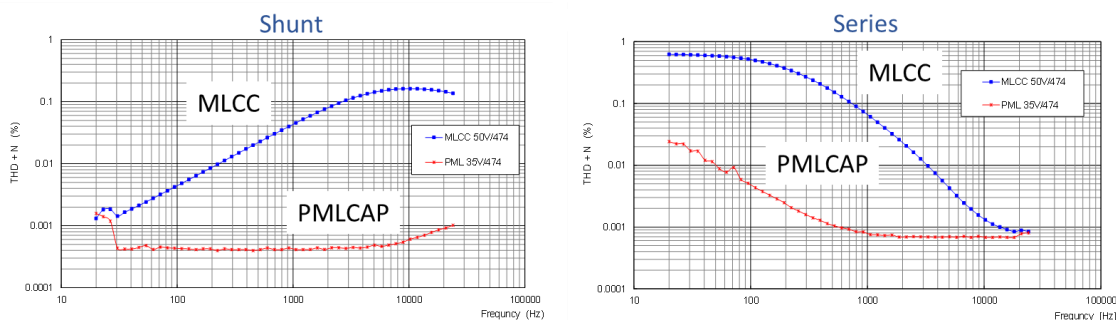 Shunt
1
0.1
0.01
0.001
0.0001
THD + N (%)
MLCC
MLCC 50V/474
PML 35V/474
PMLCAP
10
100
1000
10000
100000
Frequncy (Hz)
Series
1
0.1
0.01
0.001
0.0001
THD + N (%)
MLCC
MLCC 50V/474
PML 35V/474
PMLCAP
10
100
1000
10000
100000
Frequncy [Hz)